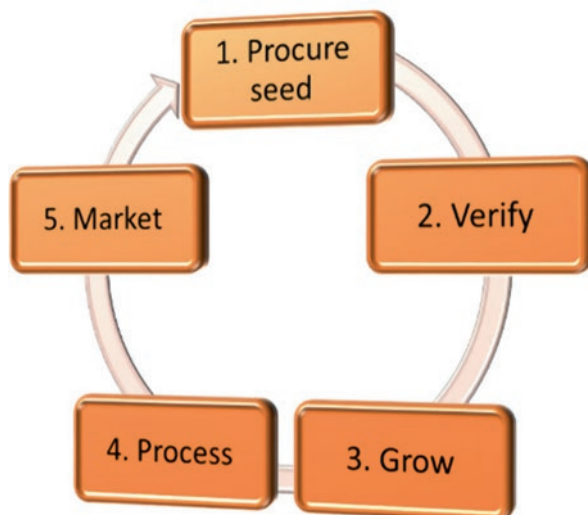 1. Procure
seed
2. Verify
3. Grow
4. Process
5. Market